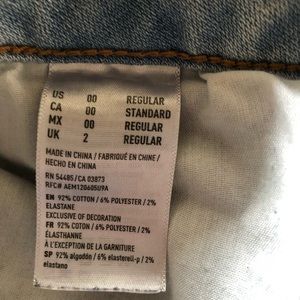 US 00 REGULAR
CA 00 STANDARD
MX 00 REGULAR
UK 2 REGULAR
MADE IN CHINA / FABRIQUÉ EN CHINE /
HECHO EN CHINA
RN 54485/CA 03873
RFC# AEM120605U9A
EN 92% COTTON / 6% POLYESTER / 2%
ELASTANE
EXCLUSIVE OF DECORATION
FR 92% COTON / 6% POLYESTER / 2%
ÉLASTHANNE
À L'EXCEPTION DE LA GARNITURE
SP 92% algodón / 6% elasterell-p / 2%
elastano